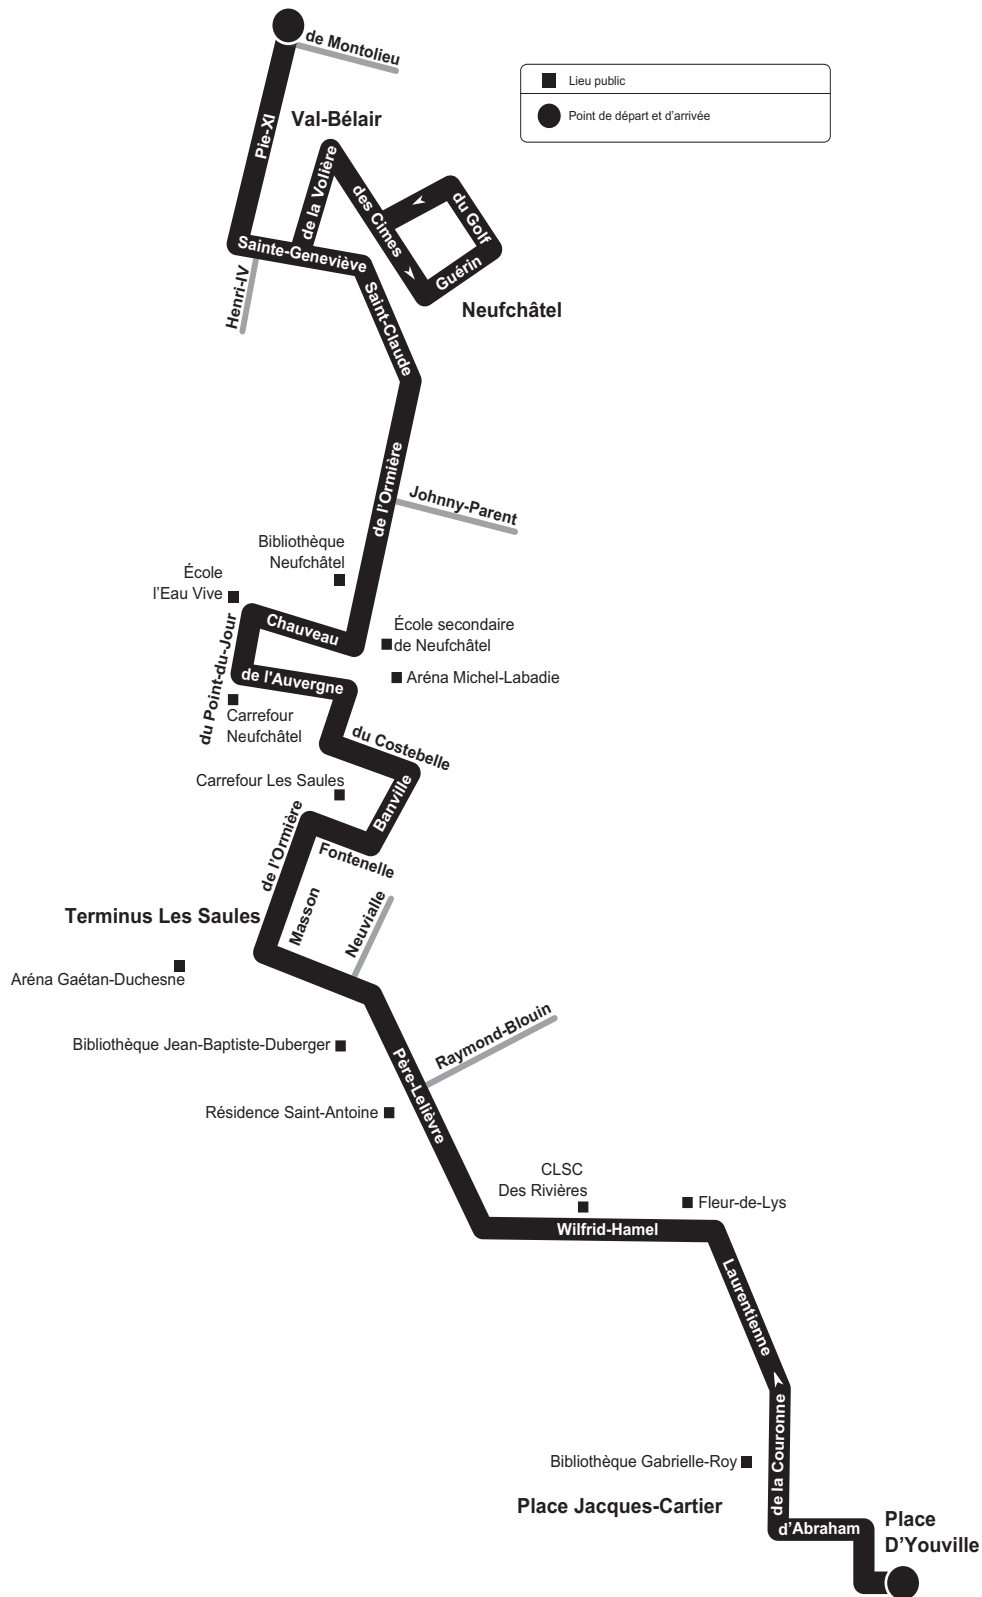 de Montolieu
Lieu public
Point de départ et d'arrivée
Val-Bélair
Pie-XI
de la Volière
des Cimes
du Golf
Guérin
Sainte-Geneviève
Henri-IV
Saint-Claude
Neufchâtel
de l'Ormière
Johnny-Parent
Bibliothèque
Neufchâtel
École
l'Eau Vive
Chauveau
École secondaire
de Neufchâtel
du Point-du-Jour
de l'Auvergne
Aréna Michel-Labadie
Carrefour
Neufchâtel
du Costebelle
Carrefour Les Saules
Banville
de l'Ormière
Fontenelle
Masson
Neuvialle
Terminus Les Saules
Aréna Gaétan-Duchesne
Raymond-Blouin
Bibliothèque Jean-Baptiste-Duberger
Père-Lelièvre
Résidence Saint-Antoine
CLSC
Des Rivières
Fleur-de-Lys
Wilfrid-Hamel
Laurentienne
de la Couronne
Bibliothèque Gabrielle-Roy
Place Jacques-Cartier
d'Abraham
Place
D'Youville